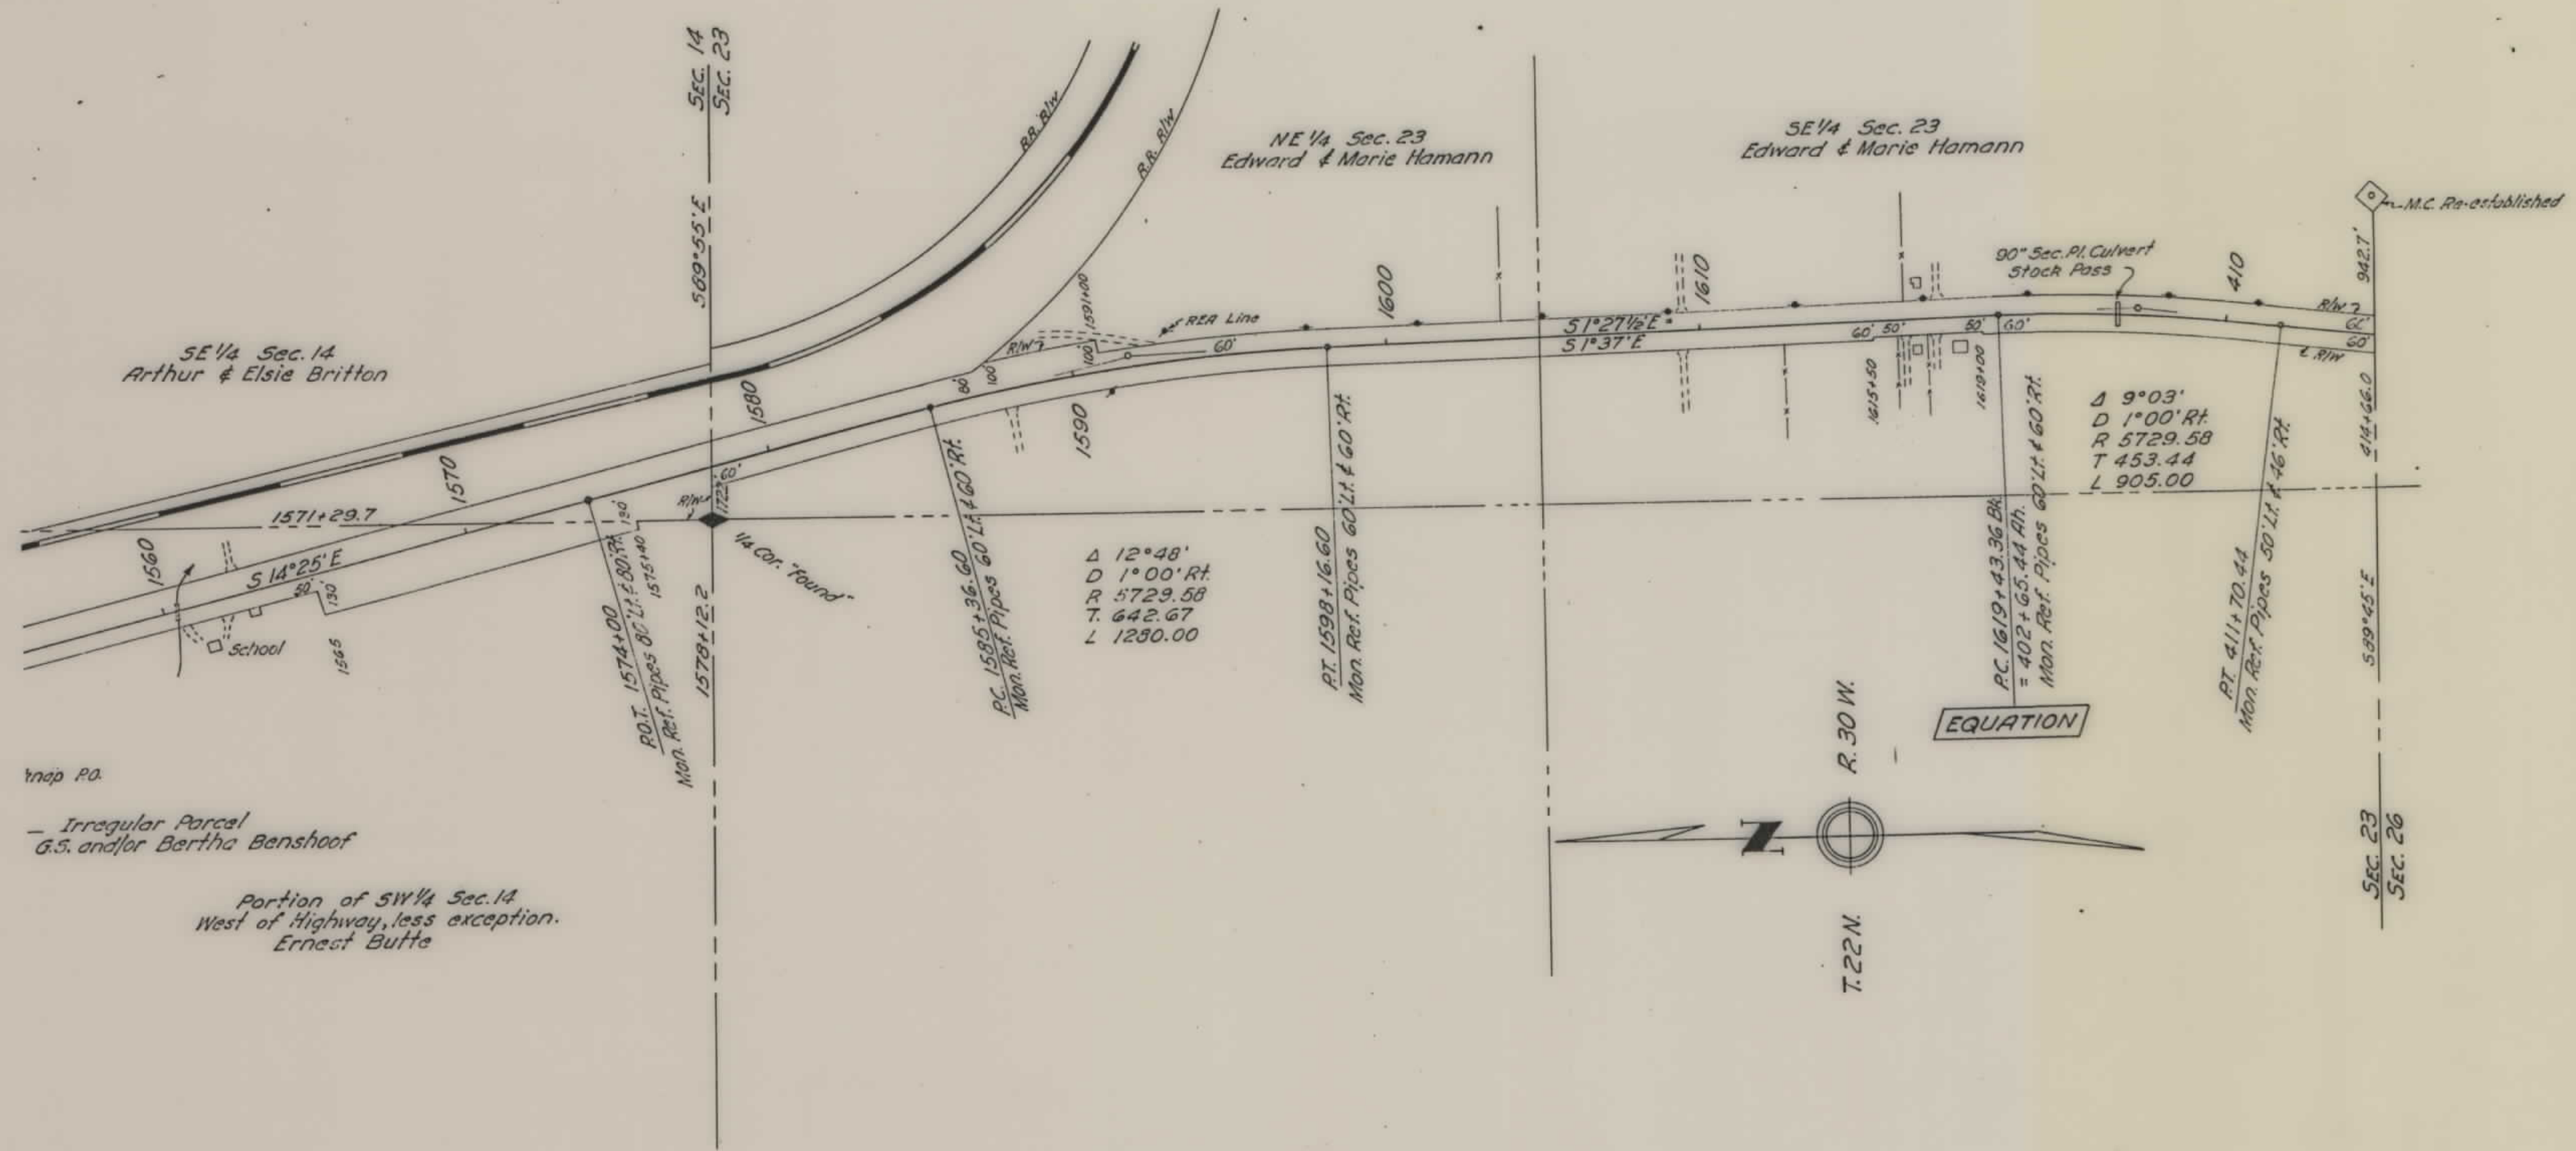 SEC. 14
SEC. 23
S89°55'E
R.R. R/W
R.R. R/W
NE 1/4 Sec. 23
Edward & Marie Hamann
SE 1/4 Sec. 23
Edward & Marie Hamann
M.C. Re-established
942.7'
90" Sec. Pl. Culvert
Stock Pass
410
R/W
60'
60'
℄ R/W
SE 1/4 Sec. 14
Arthur & Elsie Britton
1591+00
REA Line
1600
1610
S 1°27½'E =
S 1°37'E
60' 50'
50' 60'
R/W
100'
60'
80'
100'
1580
1590
1615+50
1619+00
1570
R/W
172.2'
60'
1571+29.7
1560
S 14°25'E
50'
130'
130'
School
1565
1575+40
P.O.T. 1574+00
Mon. Ref. Pipes 80' Lt. & 80' Rt.
1578+12.2
1/4 Cor. "Found"
P.C. 1585+36.60
Mon. Ref. Pipes 60' Lt. & 60' Rt.
Δ 12°48'
D 1°00' Rt.
R 5729.58
T. 642.67
L 1280.00
P.T. 1598+16.60
Mon. Ref. Pipes 60' Lt. & 60' Rt.
P.C. 1619+43.36 Bk.
= 402+65.44 Ah.
Mon. Ref. Pipes 60' Lt. & 60' Rt.
EQUATION
Δ 9°03'
D 1°00' Rt.
R 5729.58
T 453.44
L 905.00
P.T. 411+70.44
Mon. Ref. Pipes 50' Lt. & 46' Rt.
414+66.0
S89°45'E
SEC. 23
SEC. 26
P.O.
Irregular Parcel
G.S. and/or Bertha Benshoof
Portion of SW 1/4 Sec. 14
West of Highway, less exception.
Ernest Butte
R. 30 W.
N
T. 22 N.